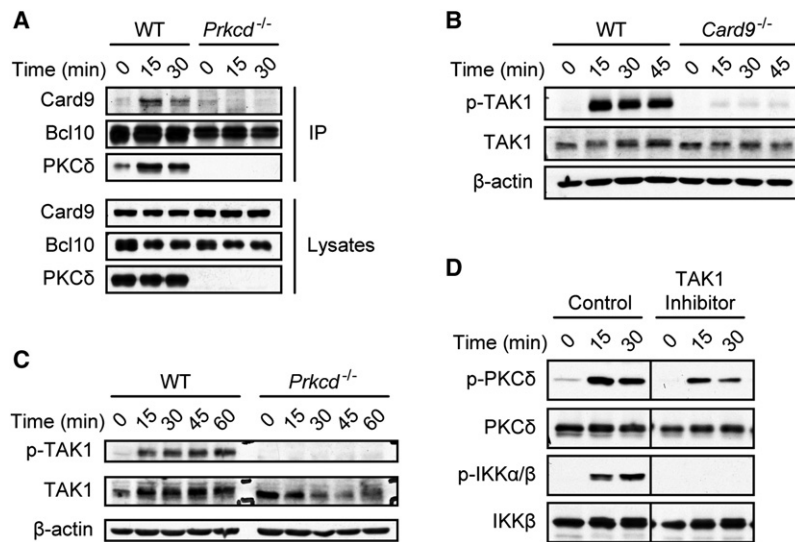 A
WT Prkcd-/-
Time (min) 0 15 30 0 15 30
Card9
Bcl10
PKCδ
IP
Card9
Bcl10
PKCδ
Lysates
B
WT Card9-/-
Time (min) 0 15 30 45 0 15 30 45
p-TAK1
TAK1
β-actin
C
WT Prkcd-/-
Time (min) 0 15 30 45 60 0 15 30 45 60
p-TAK1
TAK1
β-actin
D
TAK1
Control Inhibitor
Time (min) 0 15 30 0 15 30
p-PKCδ
PKCδ
p-IKKα/β
IKKβ